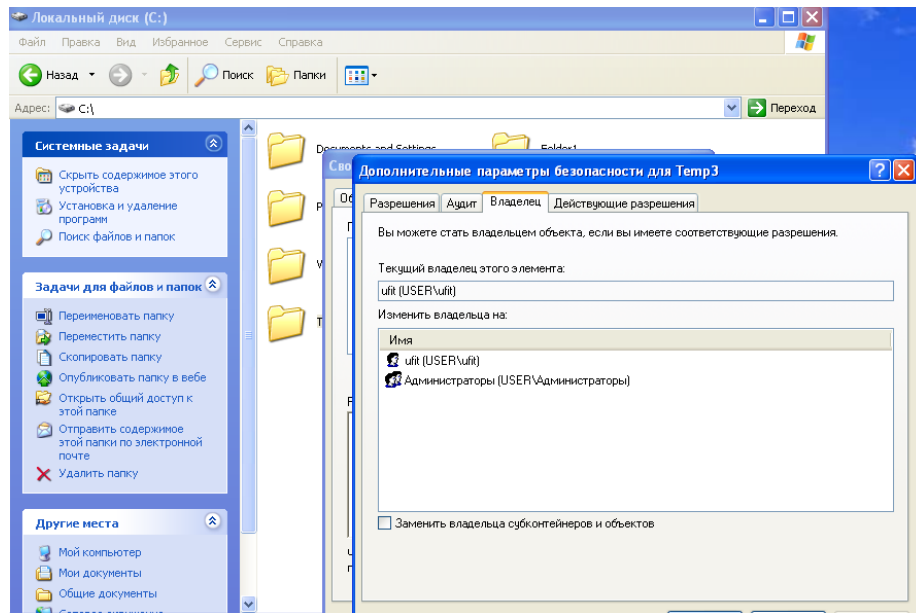 Локальный диск (C:)
Файл Правка Вид Избранное Сервис Справка
Назад Поиск Папки
Адрес: C:\ Переход
Системные задачи
Скрыть содержимое этого
устройства
Установка и удаление
программ
Поиск файлов и папок
Задачи для файлов и папок
Переименовать папку
Переместить папку
Скопировать папку
Опубликовать папку в вебе
Открыть общий доступ к
этой папке
Отправить содержимое
этой папки по электронной
почте
Удалить папку
Другие места
Мой компьютер
Мои документы
Общие документы
Documents and Settings
Folder1
Сво
Об
Дополнительные параметры безопасности для Temp3
Разрешения Аудит Владелец Действующие разрешения
Вы можете стать владельцем объекта, если вы имеете соответствующие разрешения.
Текущий владелец этого элемента:
ufit (USER\ufit)
Изменить владельца на:
Имя
ufit (USER\ufit)
Администраторы (USER\Администраторы)
Заменить владельца субконтейнеров и объектов